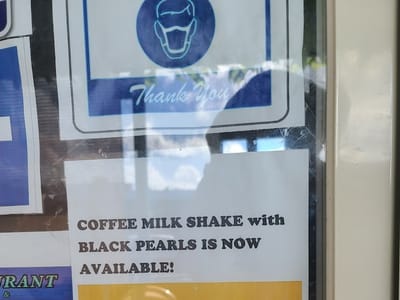 Thank You
COFFEE MILK SHAKE with
BLACK PEARLS IS NOW
AVAILABLE!
URANT
&